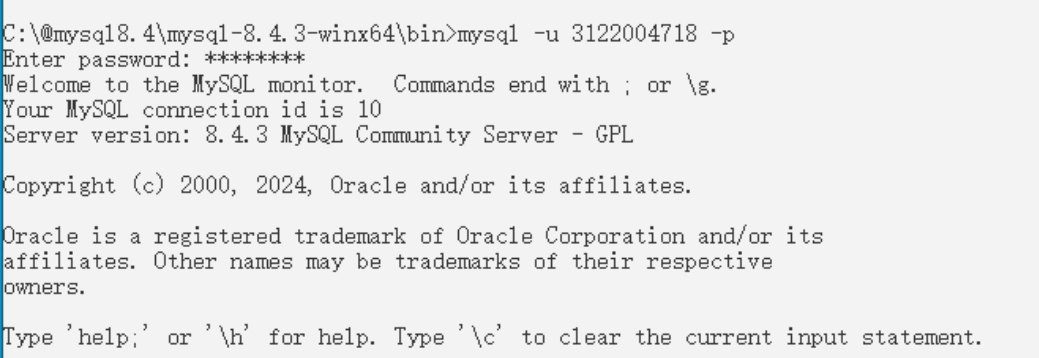 C:\@mysql8.4\mysql-8.4.3-winx64\bin>mysql -u 3122004718 -p
Enter password: ********
Welcome to the MySQL monitor.  Commands end with ; or \g.
Your MySQL connection id is 10
Server version: 8.4.3 MySQL Community Server - GPL
Copyright (c) 2000, 2024, Oracle and/or its affiliates.
Oracle is a registered trademark of Oracle Corporation and/or its
affiliates. Other names may be trademarks of their respective
owners.
Type 'help;' or '\h' for help. Type '\c' to clear the current input statement.